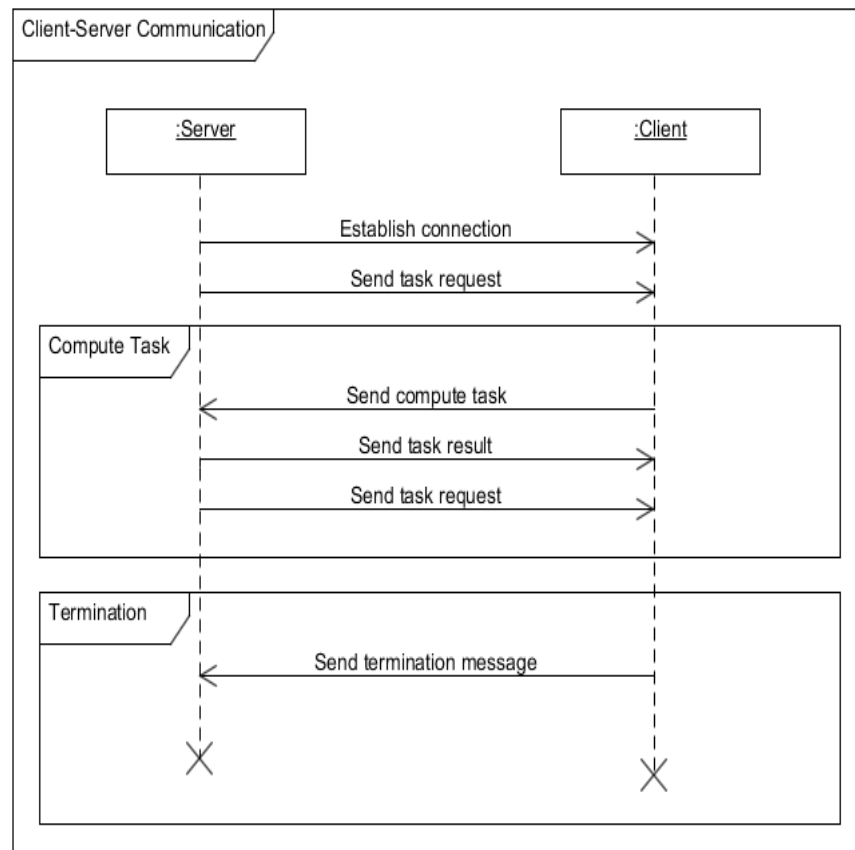 Client-Server Communication
:Server
:Client
Establish connection
Send task request
Compute Task
Send compute task
Send task result
Send task request
Termination
Send termination message